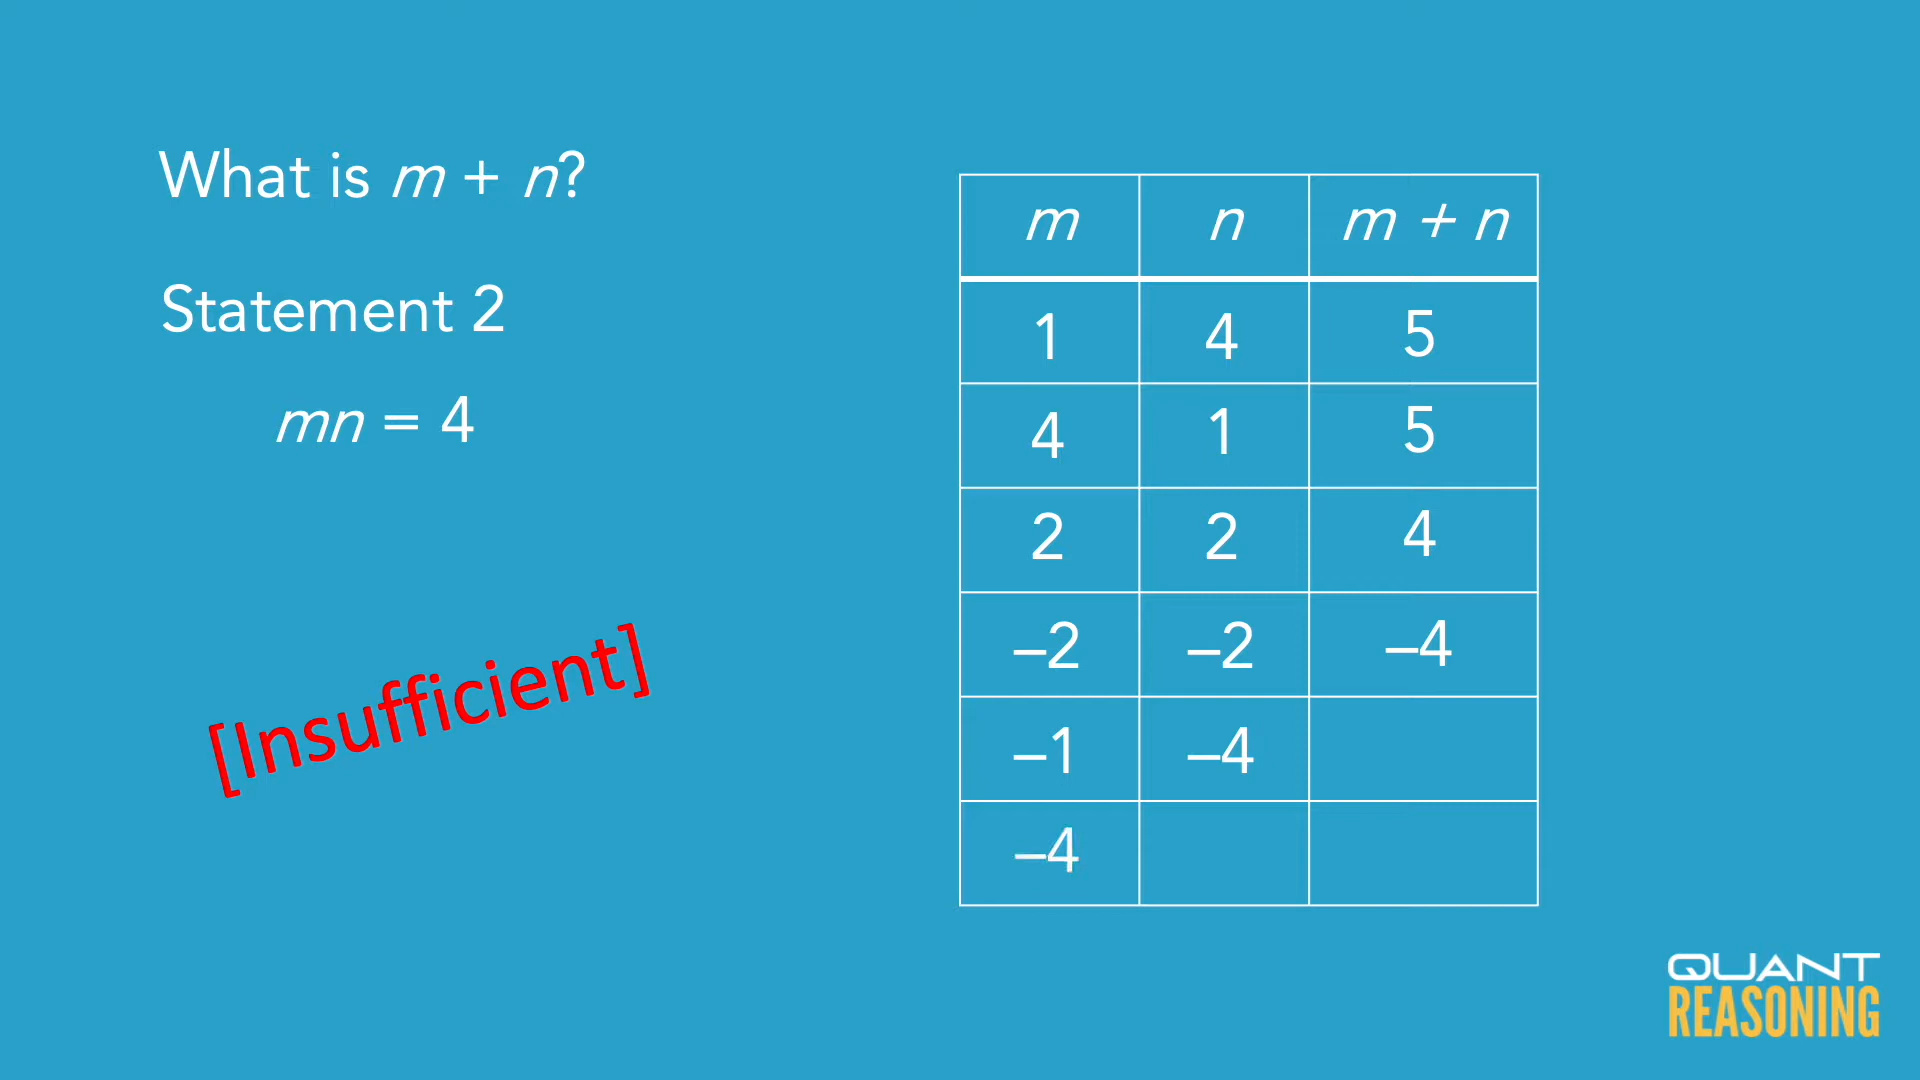 What is m + n?
Statement 2
mn = 4
[Insufficient]
m n m + n
1 4 5
4 1 5
2 2 4
–2 –2 –4
–1 –4
–4
QUANT
REASONING